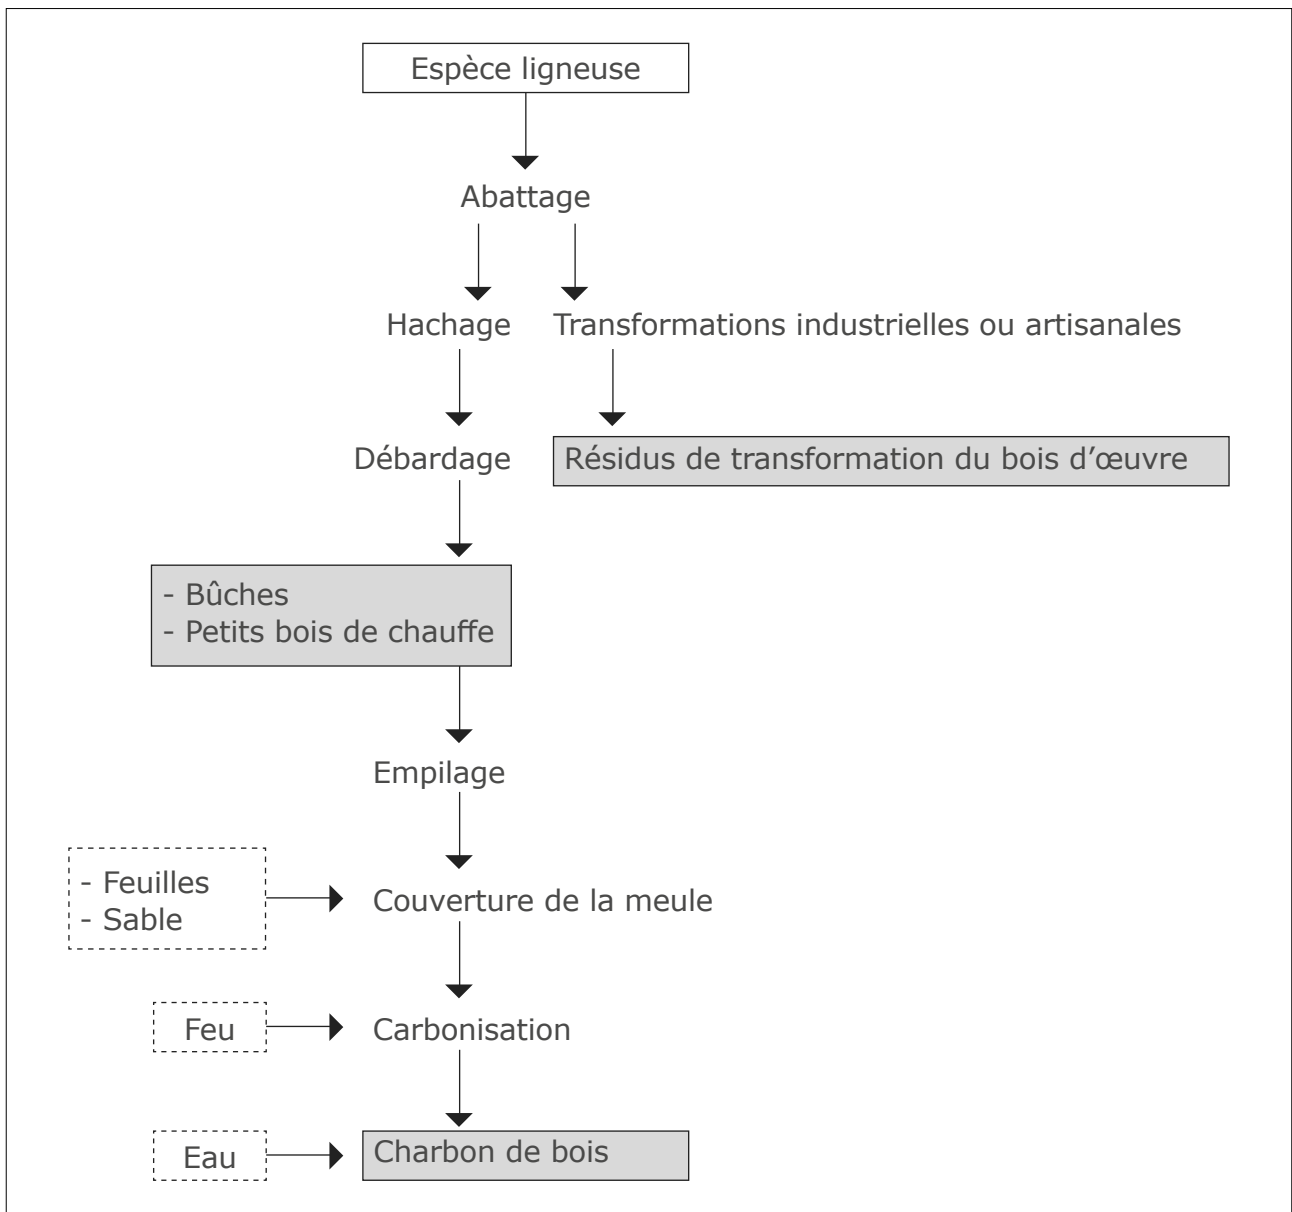 Espèce ligneuse
Abattage
Hachage
Transformations industrielles ou artisanales
Débardage
Résidus de transformation du bois d'œuvre
- Bûches
- Petits bois de chauffe
Empilage
- Feuilles
- Sable
Couverture de la meule
Feu
Carbonisation
Eau
Charbon de bois